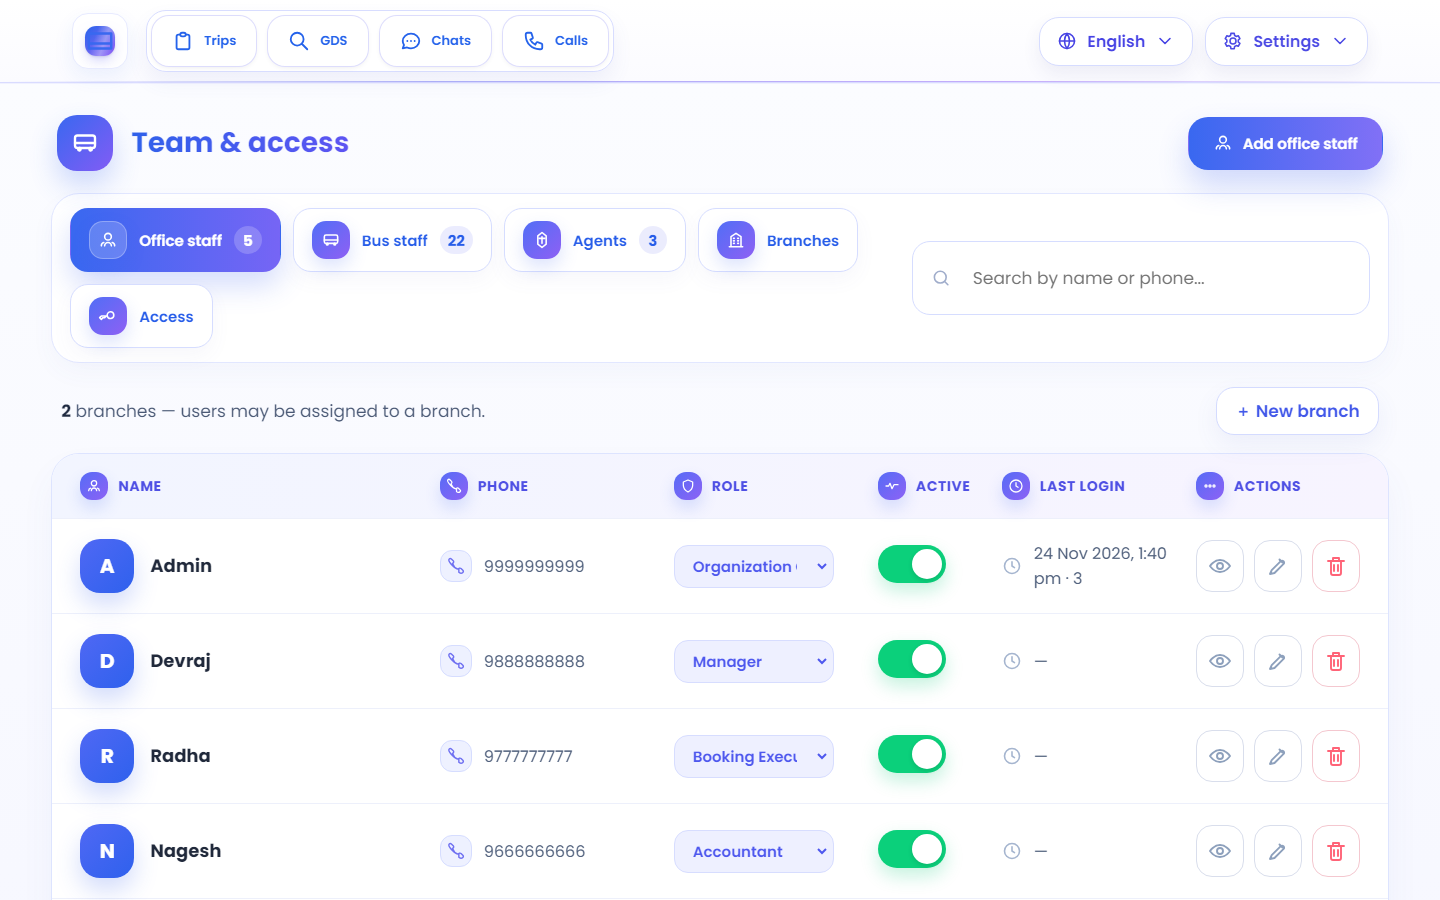 Trips
GDS
Chats
Calls
English
Settings
Team & access
Add office staff
Office staff 5
Bus staff 22
Agents 3
Branches
Access
Search by name or phone...
2 branches — users may be assigned to a branch.
+ New branch
NAME PHONE ROLE ACTIVE LAST LOGIN ACTIONS
A Admin 9999999999 Organization 24 Nov 2026, 1:40
pm · 3
D Devraj 9888888888 Manager —
R Radha 9777777777 Booking Execu —
N Nagesh 9666666666 Accountant —